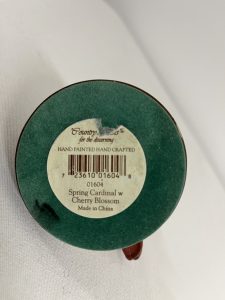 Country
for the discerning
HAND PAINTED HAND CRAFTED
7 23610 01604 8
01604
Spring Cardinal w
Cherry Blossom
Made in China